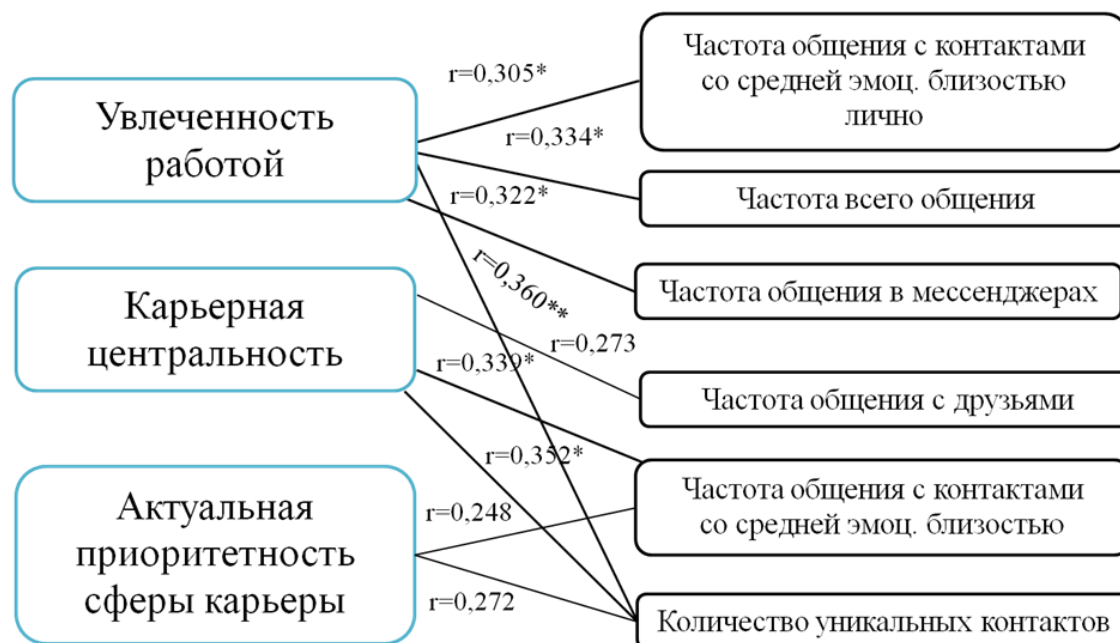 Увлеченность
работой
Карьерная
центральность
Актуальная
приоритетность
сферы карьеры
r=0,305*
r=0,334*
r=0,322*
r=0,360**
r=0,273
r=0,339*
r=0,352*
r=0,248
r=0,272
Частота общения с контактами
со средней эмоц. близостью
лично
Частота всего общения
Частота общения в мессенджерах
Частота общения с друзьями
Частота общения с контактами
со средней эмоц. близостью
Количество уникальных контактов